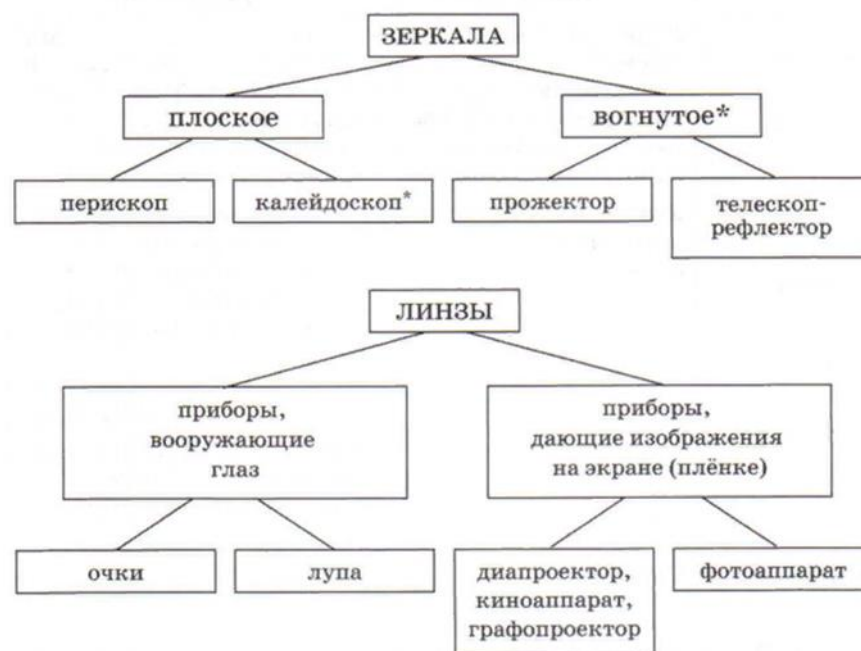 ЗЕРКАЛА
плоское
вогнутое*
перископ
калейдоскоп*
прожектор
телескоп-
рефлектор
ЛИНЗЫ
приборы,
вооружающие
глаз
приборы,
дающие изображения
на экране (плёнке)
очки
лупа
диапроектор,
киноаппарат,
графопроектор
фотоаппарат